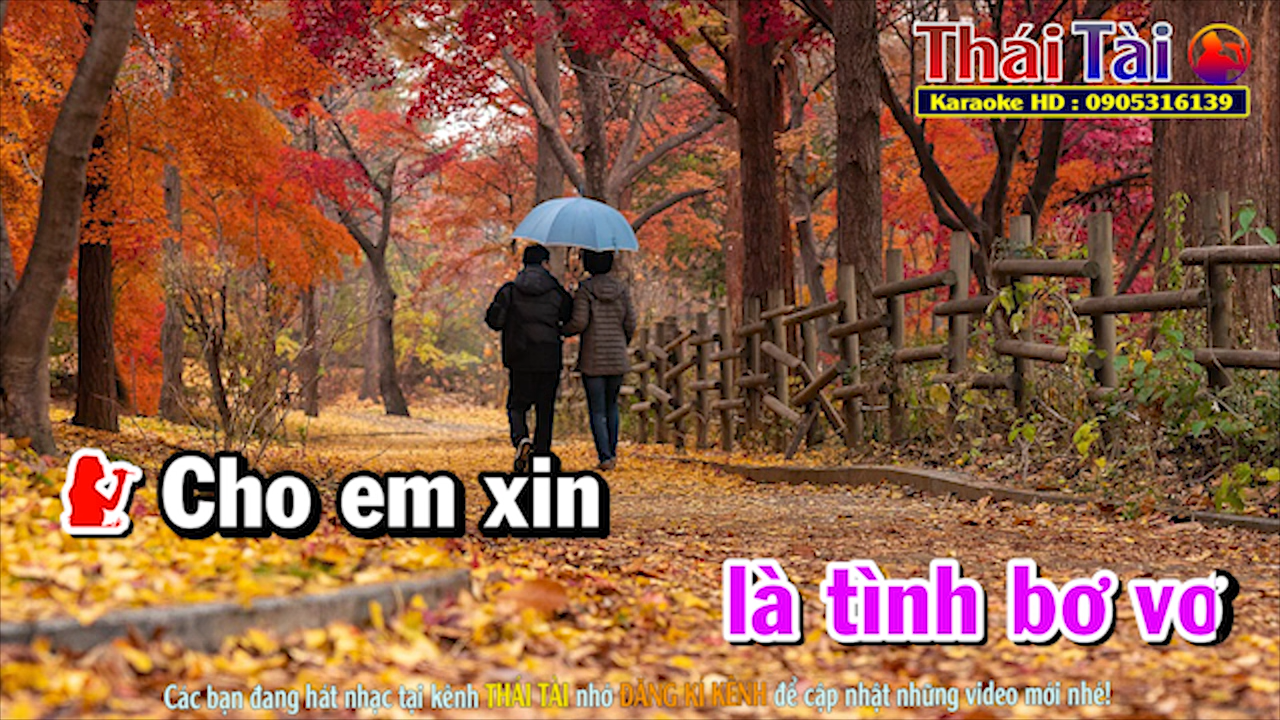 Thái Tài
Karaoke HD : 0905316139
Cho em xin
là tình bơ vơ
Các bạn đang hát nhạc tại kênh THÁI TÀI nhớ ĐĂNG KÍ KÊNH để cập nhật những video mới nhé!